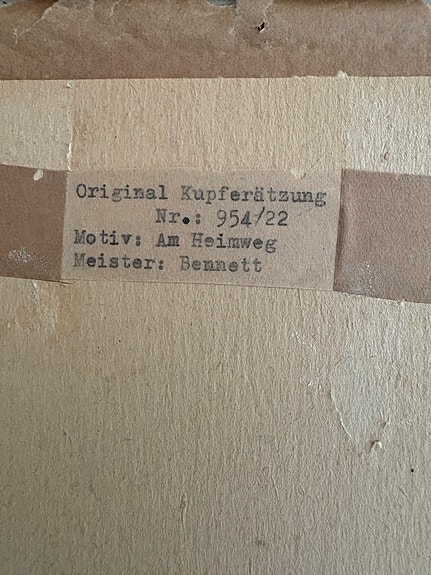 Original Kupferätzung
Nr.: 954/22
Motiv: Am Heimweg
Meister: Bennett